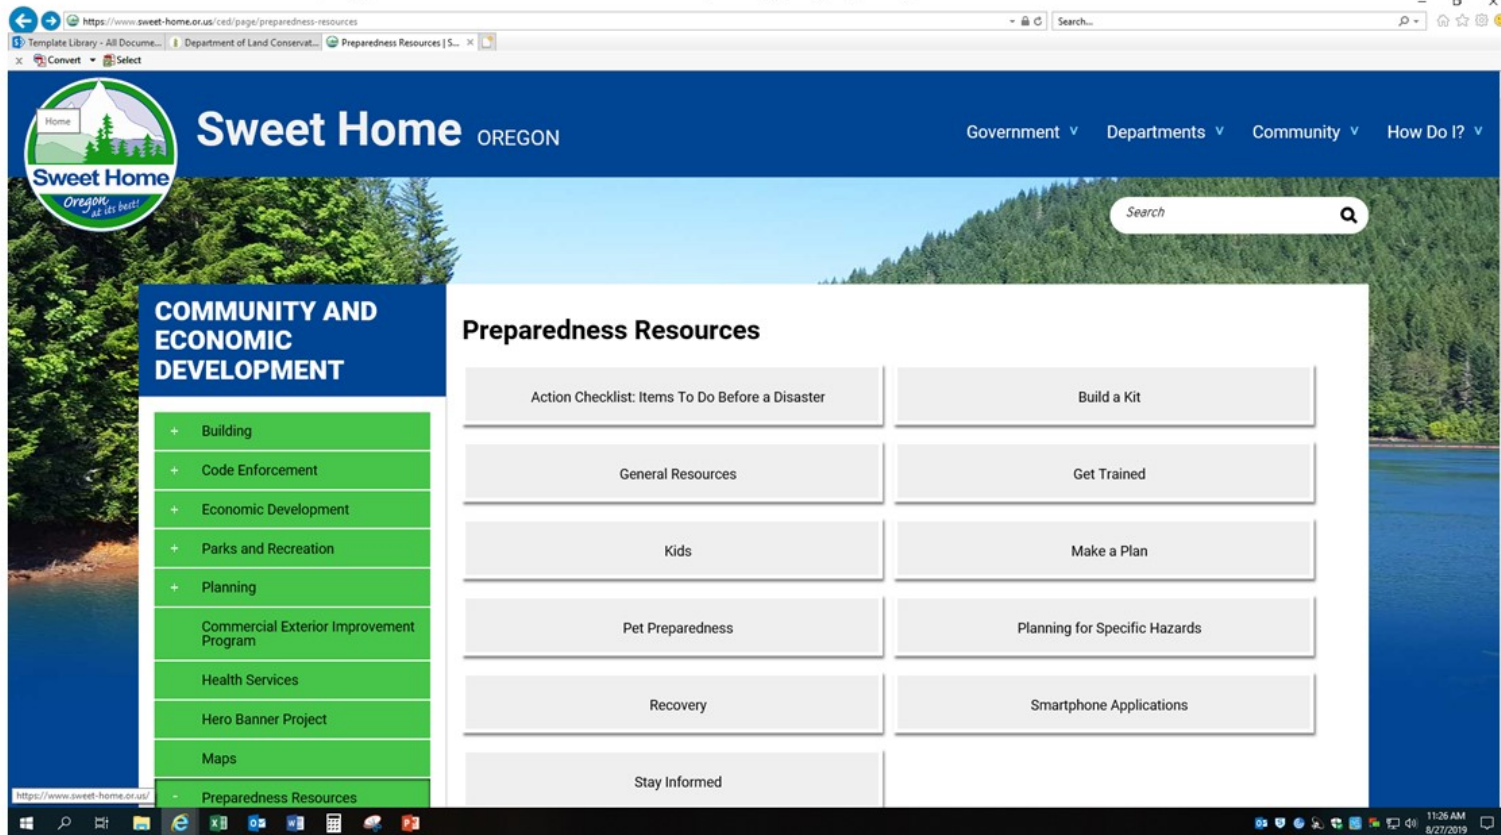 https://www.sweet-home.or.us/ced/page/preparedness-resources
Search...
Template Library - All Docume...
Department of Land Conservat...
Preparedness Resources | S...
x Convert Select
Home
Sweet Home
Oregon
at its best!
Sweet Home OREGON
Government Departments Community How Do I?
Search
COMMUNITY AND
ECONOMIC
DEVELOPMENT
+ Building
+ Code Enforcement
+ Economic Development
+ Parks and Recreation
+ Planning
Commercial Exterior Improvement
Program
Health Services
Hero Banner Project
Maps
- Preparedness Resources
Preparedness Resources
Action Checklist: Items To Do Before a Disaster
Build a Kit
General Resources
Get Trained
Kids
Make a Plan
Pet Preparedness
Planning for Specific Hazards
Recovery
Smartphone Applications
Stay Informed
https://www.sweet-home.or.us/
11:26 AM
8/27/2019